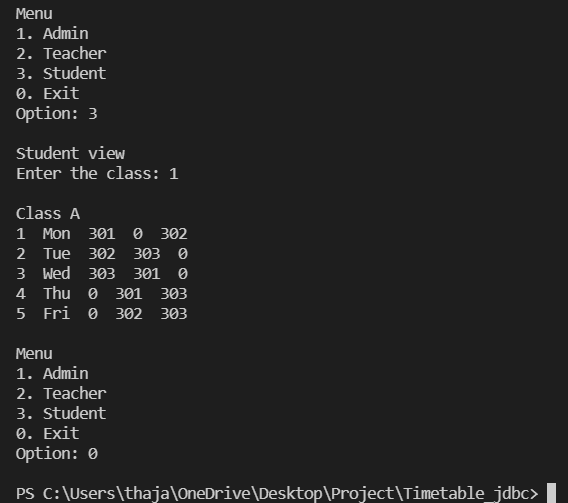 Menu
1. Admin
2. Teacher
3. Student
0. Exit
Option: 3
Student view
Enter the class: 1
Class A
1 Mon 301 0 302
2 Tue 302 303 0
3 Wed 303 301 0
4 Thu 0 301 303
5 Fri 0 302 303
Menu
1. Admin
2. Teacher
3. Student
0. Exit
Option: 0
PS C:\Users\thaja\OneDrive\Desktop\Project\Timetable_jdbc>